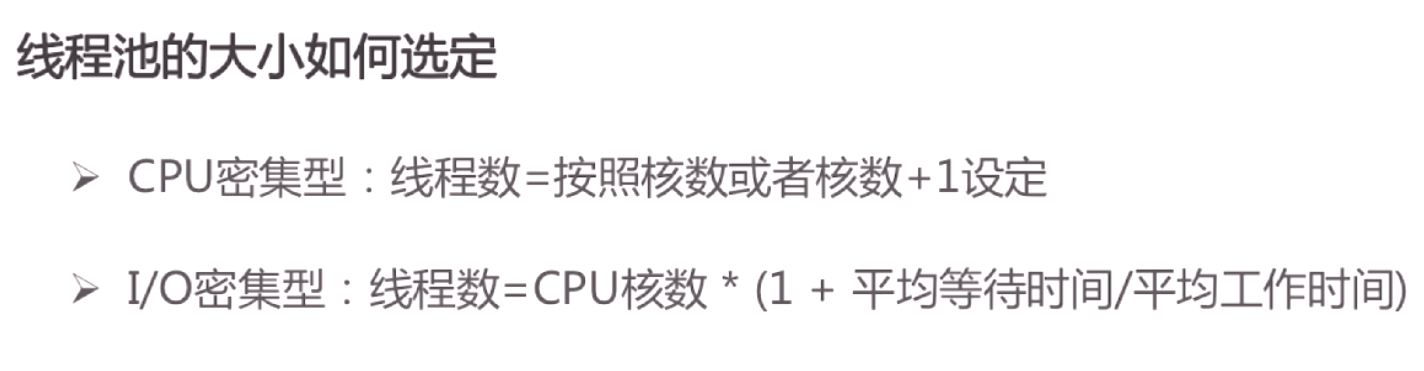 线程池的大小如何选定
➢ CPU密集型：线程数=按照核数或者核数+1设定
➢ I/O密集型：线程数=CPU核数 * (1 + 平均等待时间/平均工作时间)